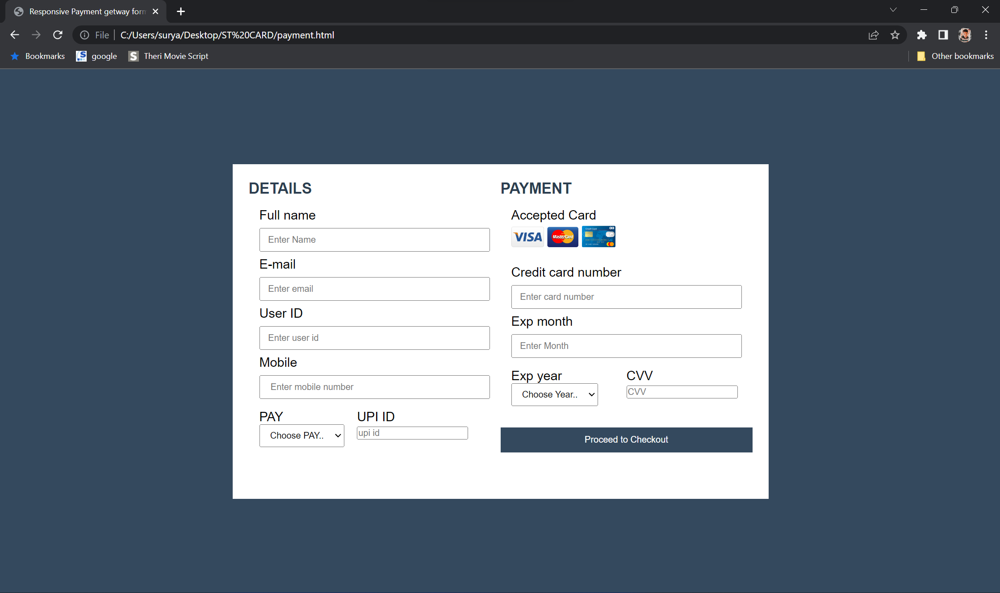 Responsive Payment getway form
File
C:/Users/surya/Desktop/ST%20CARD/payment.html
Bookmarks
google
Theri Movie Script
Other bookmarks
DETAILS
Full name
Enter Name
E-mail
Enter email
User ID
Enter user id
Mobile
Enter mobile number
PAY
UPI ID
Choose PAY..
upi id
PAYMENT
Accepted Card
VISA
MasterCard
Credit Card
Credit card number
Enter card number
Exp month
Enter Month
Exp year
CVV
Choose Year..
CVV
Proceed to Checkout